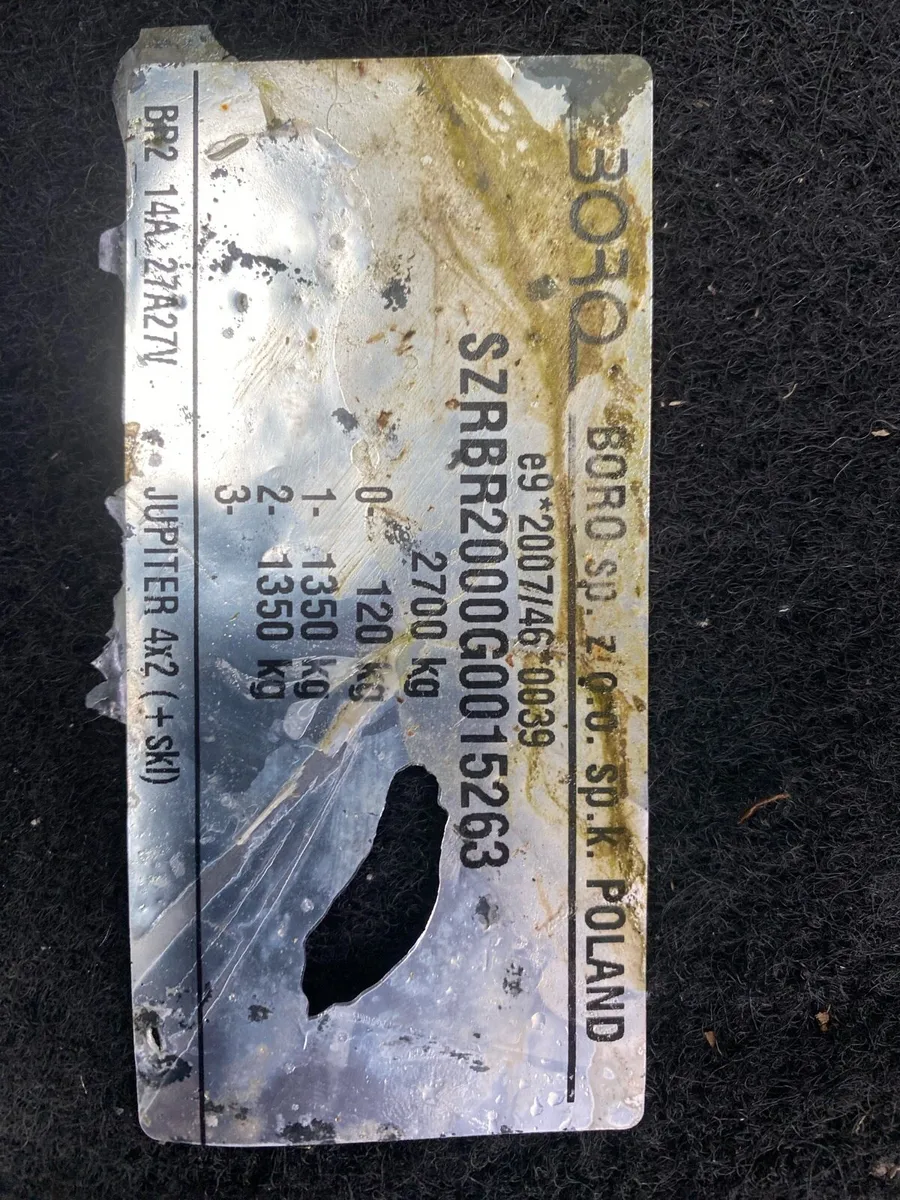 BORO BORO sp. z o.o. sp.k. POLAND
e9*2007/46*0039
SZRBR2000G0015263
2700 kg
0- 120 kg
1- 1350 kg
2- 1350 kg
3-
BR2_14A_27A27V JUPITER 4x2 (+skl)